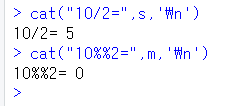 > cat("10/2=",s,'₩n')
10/2= 5
> cat("10%%2=",m,'₩n')
10%%2= 0
>